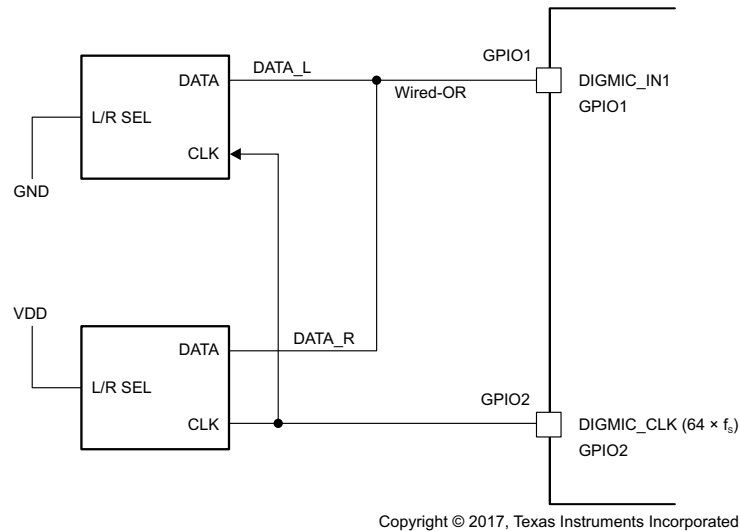 GPIO1
DATA DATA_L
Wired-OR
DIGMIC_IN1
GPIO1
L/R SEL
CLK
GND
VDD
DATA
DATA_R
L/R SEL
CLK
GPIO2
DIGMIC_CLK (64 × fs)
GPIO2
Copyright © 2017, Texas Instruments Incorporated